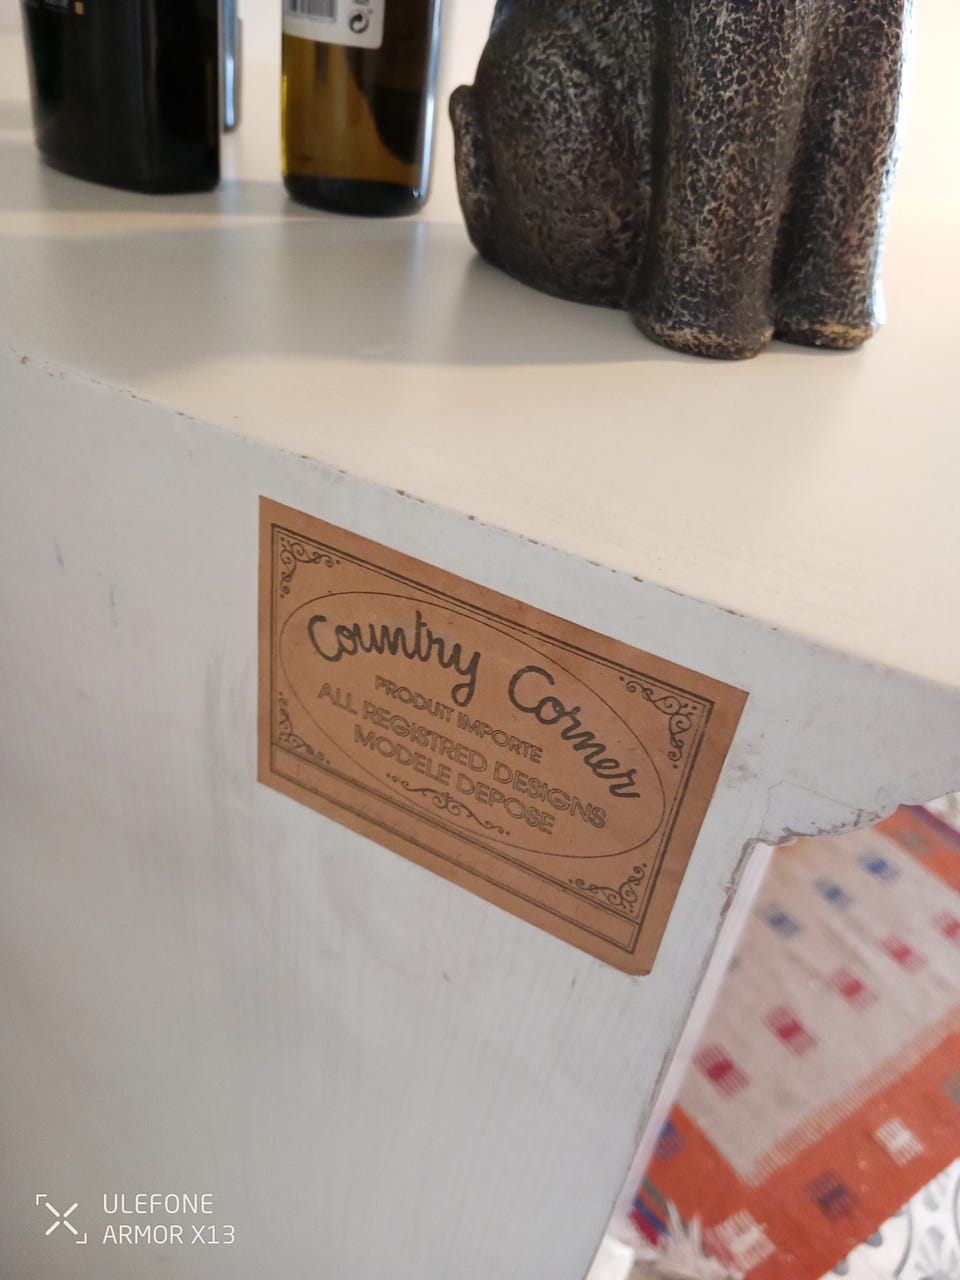 Country Corner
PRODUIT IMPORTE
ALL REGISTRED DESIGNS
MODELE DEPOSE
ULEFONE
ARMOR X13